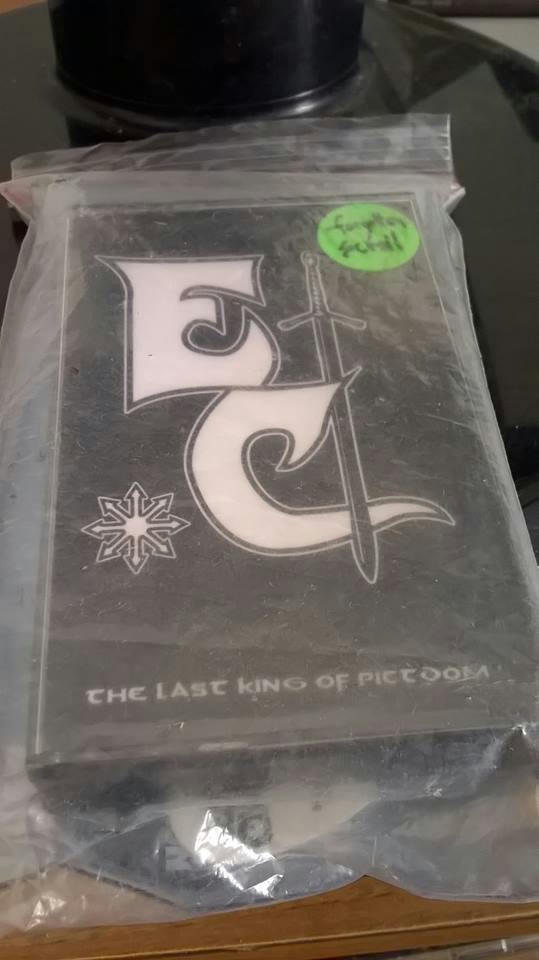 forgotten
scroll
EC
THE LAST KING OF PICTDOM